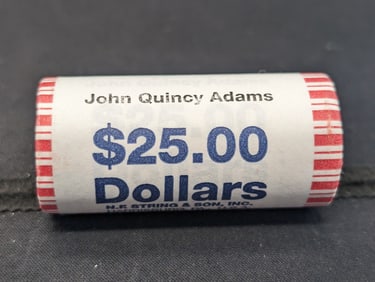 John Quincy Adams
$25.00
Dollars
N.F. STRING & SON, INC.